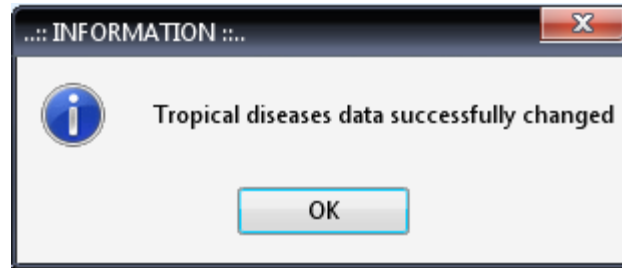 ..:: INFORMATION ::..
Tropical diseases data successfully changed
OK